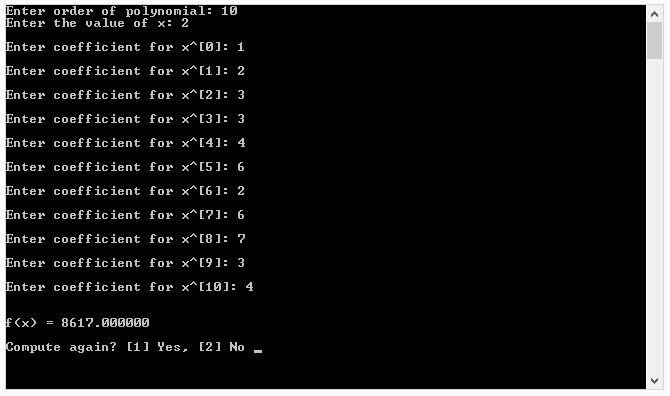 Enter order of polynomial: 10
Enter the value of x: 2
Enter coefficient for x^[0]: 1
Enter coefficient for x^[1]: 2
Enter coefficient for x^[2]: 3
Enter coefficient for x^[3]: 3
Enter coefficient for x^[4]: 4
Enter coefficient for x^[5]: 6
Enter coefficient for x^[6]: 2
Enter coefficient for x^[7]: 6
Enter coefficient for x^[8]: 7
Enter coefficient for x^[9]: 3
Enter coefficient for x^[10]: 4
f(x) = 8617.000000
Compute again? [1] Yes, [2] No _